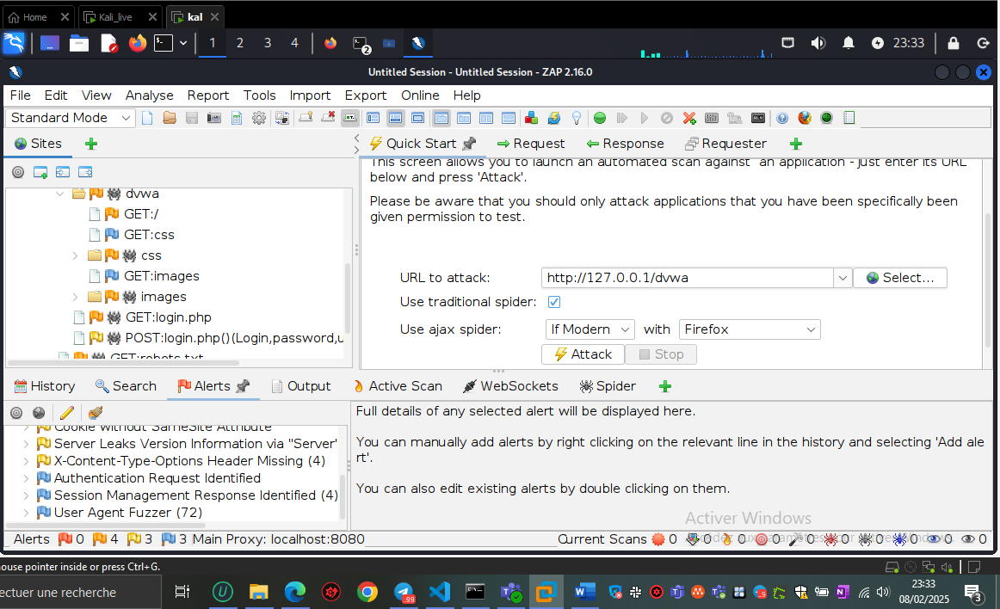 Home
Kali_live
kal
1 2 3 4
2
23:33
Untitled Session - Untitled Session - ZAP 2.16.0
File Edit View Analyse Report Tools Import Export Online Help
Standard Mode
Sites
Quick Start Request Response Requester
This screen allows you to launch an automated scan against an application - just enter its URL
below and press 'Attack'.
Please be aware that you should only attack applications that you have been specifically been
given permission to test.
dvwa
GET:/
GET:css
css
GET:images
images
GET:login.php
POST:login.php()(Login,password,u
GET:robots.txt
URL to attack: http://127.0.0.1/dvwa Select...
Use traditional spider:
Use ajax spider: If Modern with Firefox
Attack Stop
History Search Alerts Output Active Scan WebSockets Spider
Cookie without SameSite Attribute
Server Leaks Version Information via "Server"
X-Content-Type-Options Header Missing (4)
Authentication Request Identified
Session Management Response Identified (4)
User Agent Fuzzer (72)
Full details of any selected alert will be displayed here.
You can manually add alerts by right clicking on the relevant line in the history and selecting 'Add ale
rt'.
You can also edit existing alerts by double clicking on them.
Activer Windows
Alerts 0 4 3 3 Main Proxy: localhost:8080
Current Scans 0 0 0 0 0 0 0 0 0 0
ouse pointer inside or press Ctrl+G.
ectuer une recherche
99
23:33
08/02/2025
3